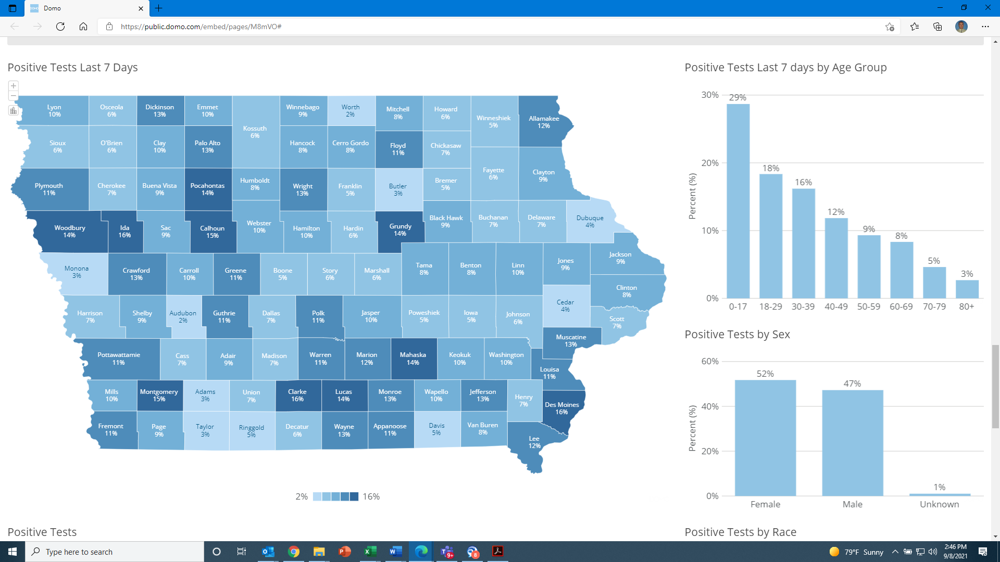 Domo
https://public.domo.com/embed/pages/M8mVO#
Positive Tests Last 7 Days
Lyon
10%
Osceola
6%
Dickinson
13%
Emmet
10%
Kossuth
6%
Winnebago
9%
Worth
2%
Mitchell
8%
Howard
6%
Winneshiek
5%
Allamakee
12%
Sioux
6%
O'Brien
6%
Clay
10%
Palo Alto
13%
Hancock
8%
Cerro Gordo
8%
Floyd
11%
Chickasaw
7%
Plymouth
11%
Cherokee
7%
Buena Vista
9%
Pocahontas
14%
Humboldt
8%
Wright
13%
Franklin
5%
Butler
3%
Bremer
5%
Fayette
6%
Clayton
9%
Woodbury
14%
Ida
16%
Sac
9%
Calhoun
15%
Webster
10%
Hamilton
10%
Hardin
6%
Grundy
14%
Black Hawk
9%
Buchanan
7%
Delaware
7%
Dubuque
4%
Monona
3%
Crawford
13%
Carroll
10%
Greene
11%
Boone
5%
Story
6%
Marshall
6%
Tama
8%
Benton
8%
Linn
10%
Jones
9%
Jackson
9%
Clinton
8%
Harrison
7%
Shelby
9%
Audubon
2%
Guthrie
11%
Dallas
7%
Polk
11%
Jasper
10%
Poweshiek
5%
Iowa
5%
Johnson
6%
Cedar
4%
Scott
7%
Muscatine
13%
Pottawattamie
11%
Cass
7%
Adair
9%
Madison
7%
Warren
11%
Marion
12%
Mahaska
14%
Keokuk
10%
Washington
10%
Louisa
11%
Mills
10%
Montgomery
15%
Adams
3%
Union
7%
Clarke
16%
Lucas
14%
Monroe
13%
Wapello
10%
Jefferson
13%
Henry
7%
Des Moines
16%
Fremont
11%
Page
9%
Taylor
3%
Ringgold
5%
Decatur
6%
Wayne
13%
Appanoose
11%
Davis
5%
Van Buren
8%
Lee
12%
2% 16%
Positive Tests
Positive Tests Last 7 days by Age Group
Percent (%)
30%
20%
10%
0%
29%
18%
16%
12%
9%
8%
5%
3%
0-17 18-29 30-39 40-49 50-59 60-69 70-79 80+
Positive Tests by Sex
Percent (%)
60%
40%
20%
0%
52%
47%
1%
Female Male Unknown
Positive Tests by Race
Type here to search
9+
8
79°F Sunny
2:46 PM
9/8/2021